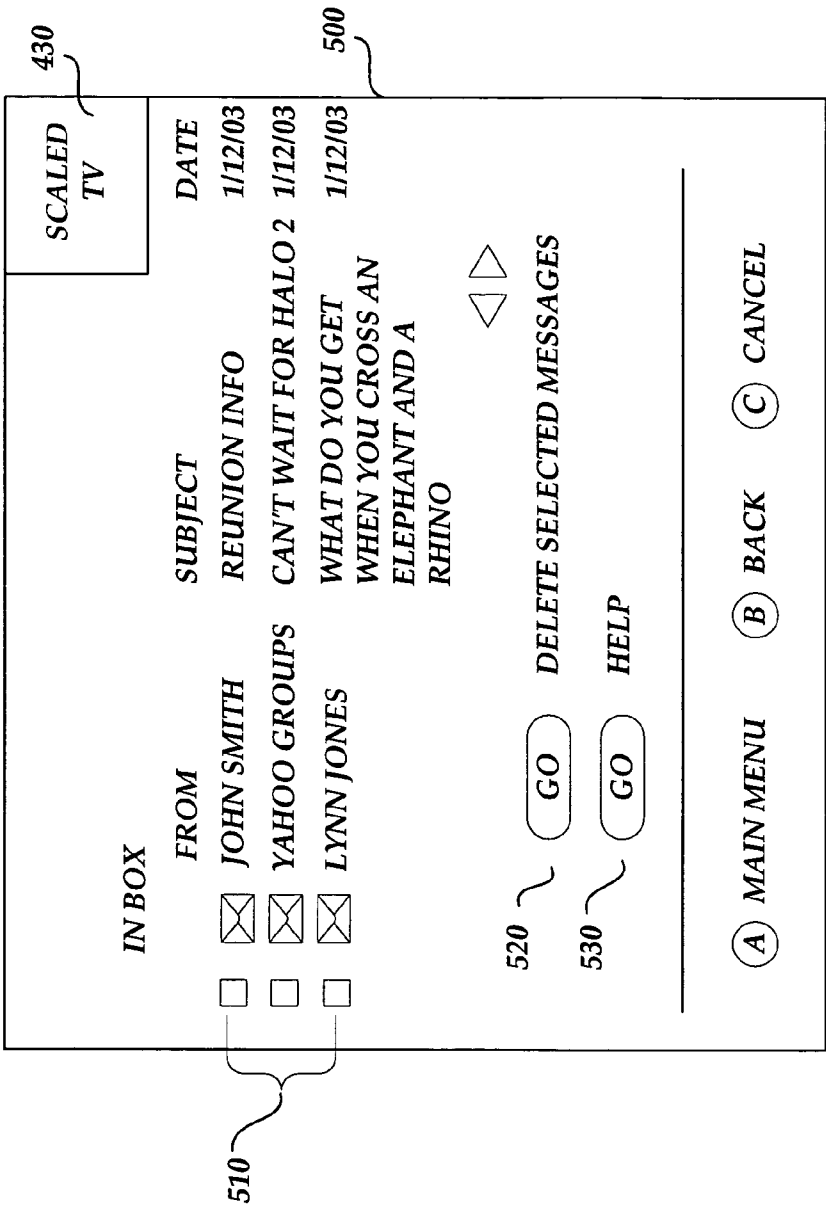 SCALED
TV
430
500
IN BOX
FROM SUBJECT DATE
JOHN SMITH REUNION INFO 1/12/03
YAHOO GROUPS CAN'T WAIT FOR HALO 2 1/12/03
LYNN JONES WHAT DO YOU GET 1/12/03
WHEN YOU CROSS AN
ELEPHANT AND A
RHINO
510
520 GO DELETE SELECTED MESSAGES
530 GO HELP
A MAIN MENU B BACK C CANCEL